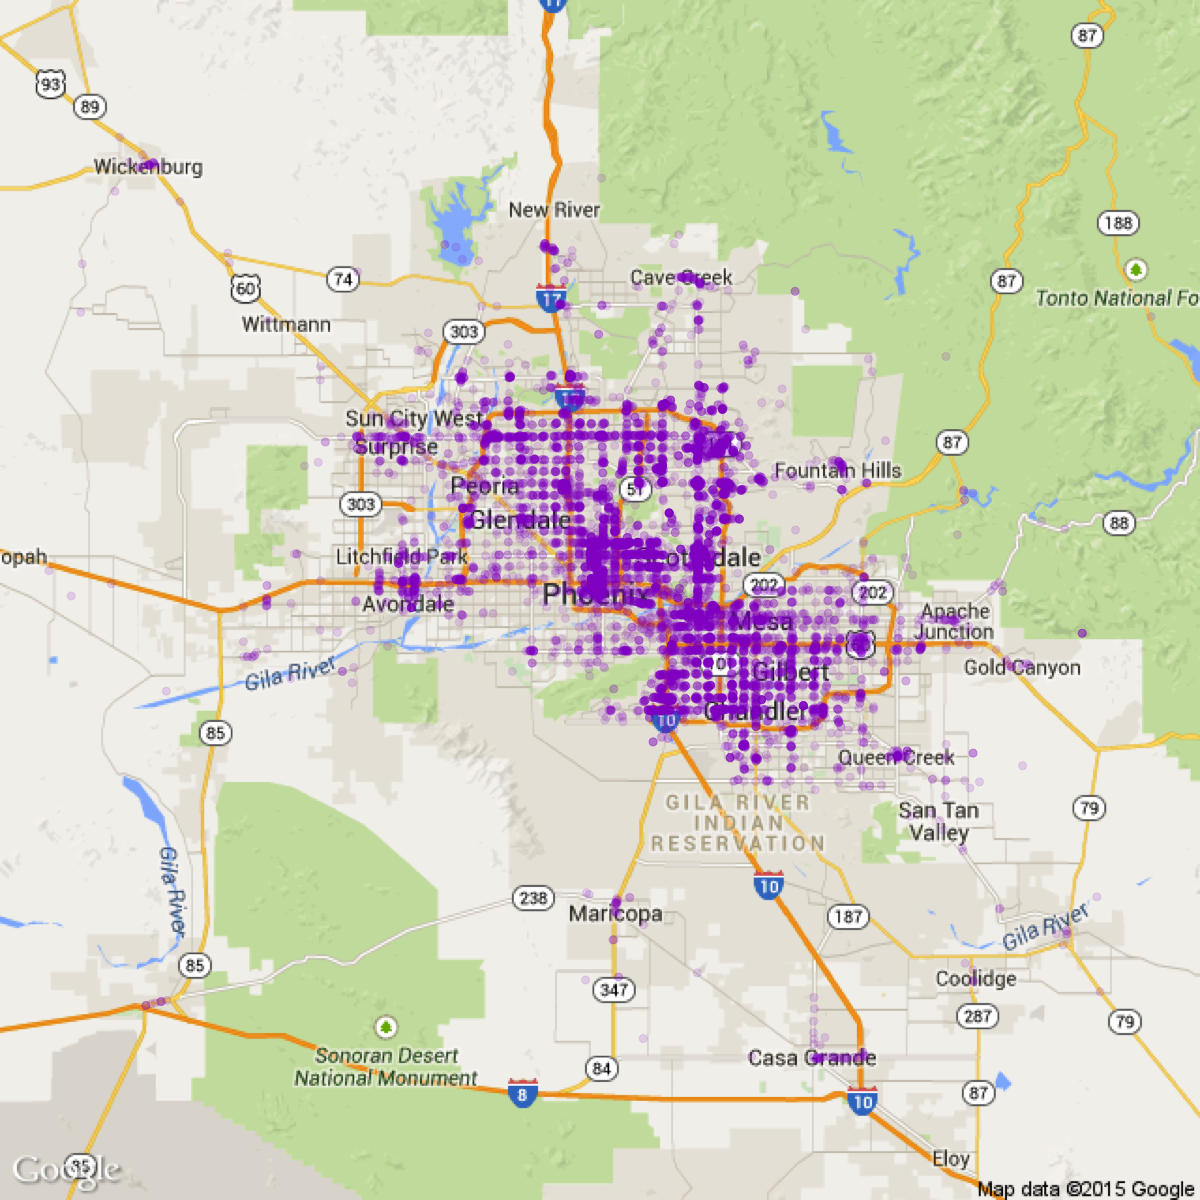 17
87
93
89
Wickenburg
New River
188
74
Cave Creek
87
60
Tonto National Fo
17
Wittmann
303
Sun City West
Surprise
87
Fountain Hills
Peoria
51
303
Glendale
88
opah
Litchfield Park
Scottsdale
202
202
Phoenix
Avondale
Apache
Junction
Mesa
Gila River
Gilbert
Gold Canyon
10
Chandler
85
Queen Creek
79
GILA RIVER
INDIAN
RESERVATION
San Tan
Valley
Gila River
10
238
Maricopa
187
Gila River
85
Coolidge
347
287
79
Sonoran Desert
National Monument
Casa Grande
84
8
87
10
Eloy
85
Google
Map data ©2015 Google